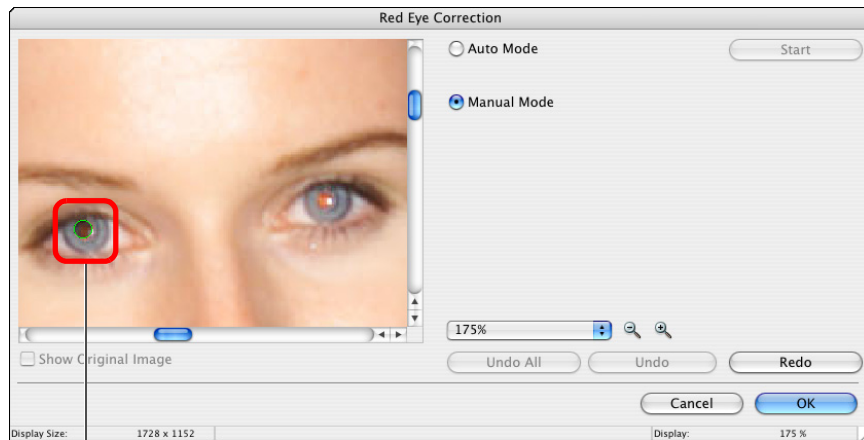 Red Eye Correction
Auto Mode
Start
Manual Mode
175%
Show Original Image
Undo All
Undo
Redo
Cancel
OK
Display Size: 1728 x 1152
Display: 175 %